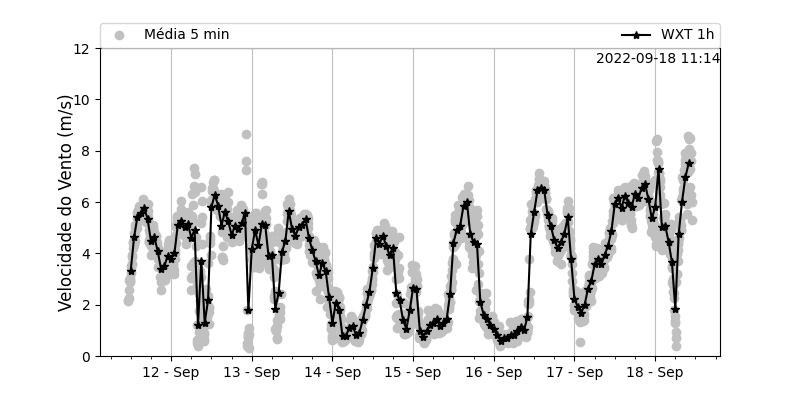 Média 5 min
WXT 1h
2022-09-18 11:14
Velocidade do Vento (m/s)
12
10
8
6
4
2
0
12 - Sep 13 - Sep 14 - Sep 15 - Sep 16 - Sep 17 - Sep 18 - Sep